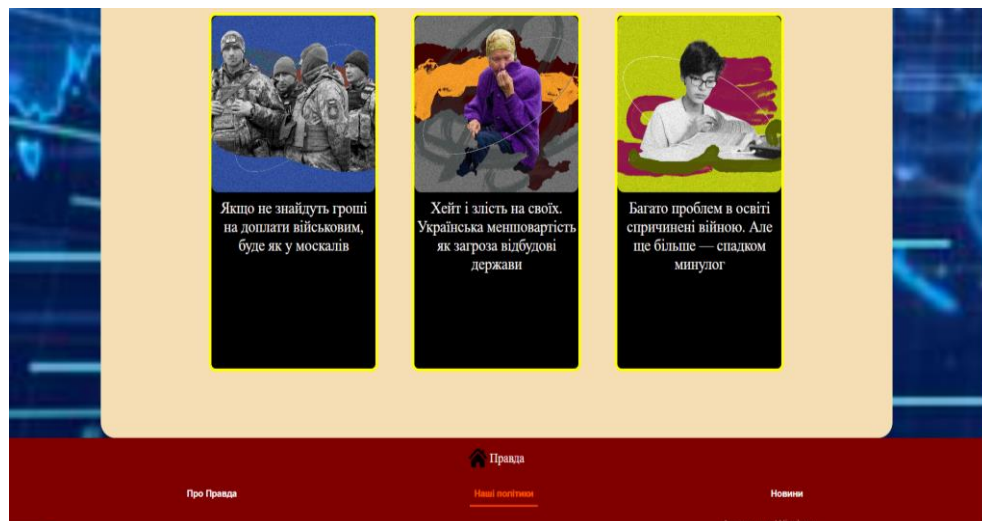 Якщо не знайдуть гроші
на доплати військовим,
буде як у москалів
Хейт і злість на своїх.
Українська меншовартість
як загроза відбудові
держави
Багато проблем в освіті
спричинені війною. Але
ще більше — спадком
минулог
Правда
Про Правда
Наші політики
Новини